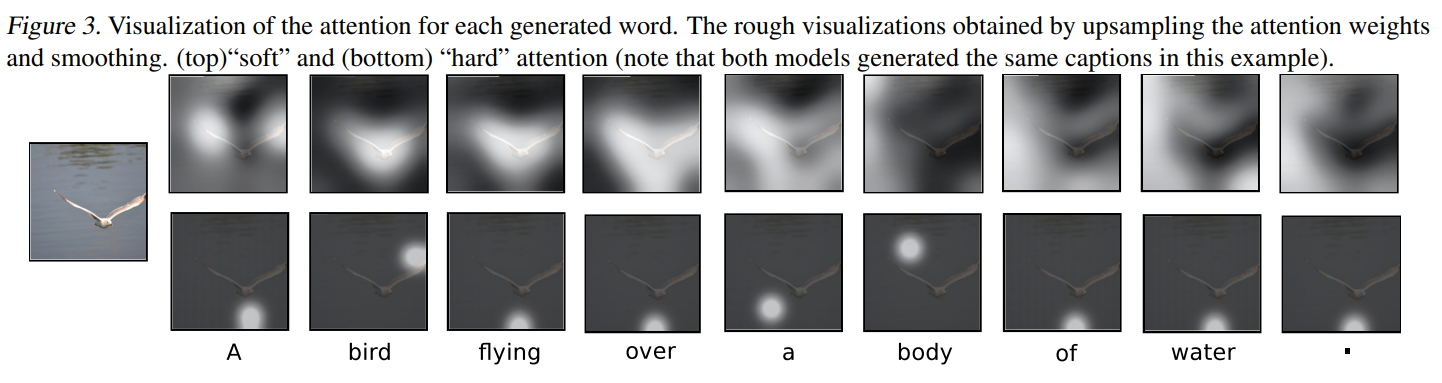 Figure 3. Visualization of the attention for each generated word. The rough visualizations obtained by upsampling the attention weights
and smoothing. (top)“soft” and (bottom) “hard” attention (note that both models generated the same captions in this example).
A bird flying over a body of water .